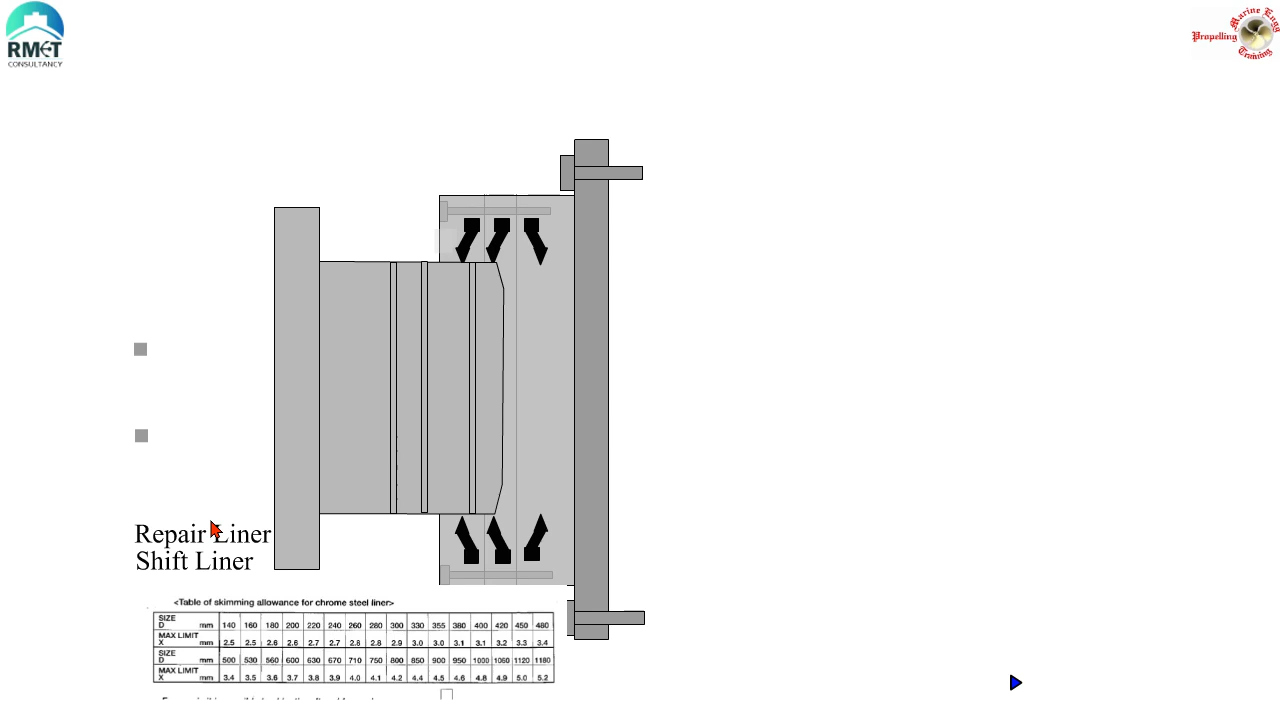 RMET
CONSULTANCY
Marine Engg
Propelling
Training
Repair Liner
Shift Liner
<Table of skimming allowance for chrome steel liner>
SIZE D mm 140 160 180 200 220 240 260 280 300 330 355 380 400 420 450 480
MAX LIMIT X mm 2.5 2.5 2.6 2.6 2.7 2.7 2.8 2.8 2.9 3.0 3.0 3.1 3.1 3.2 3.3 3.4
SIZE D mm 500 530 560 600 630 670 710 750 800 850 900 950 1000 1060 1120 1180
MAX LIMIT X mm 3.4 3.5 3.6 3.7 3.8 3.9 4.0 4.1 4.2 4.4 4.5 4.6 4.8 4.9 5.0 5.2